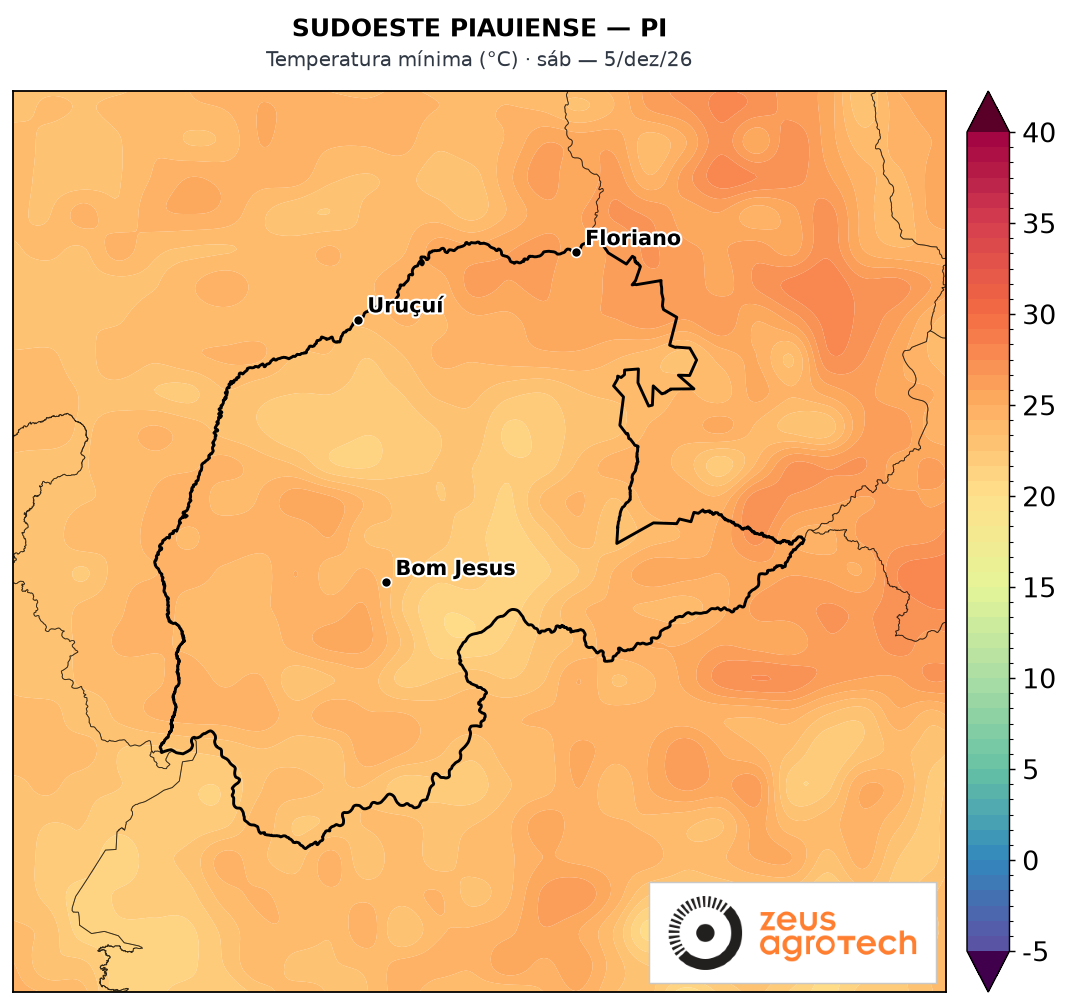 SUDOESTE PIAUIENSE — PI
Temperatura mínima (°C) · sáb — 5/dez/26
Floriano
Uruçuí
Bom Jesus
40
35
30
25
20
15
10
5
0
-5
zeus
agrotech